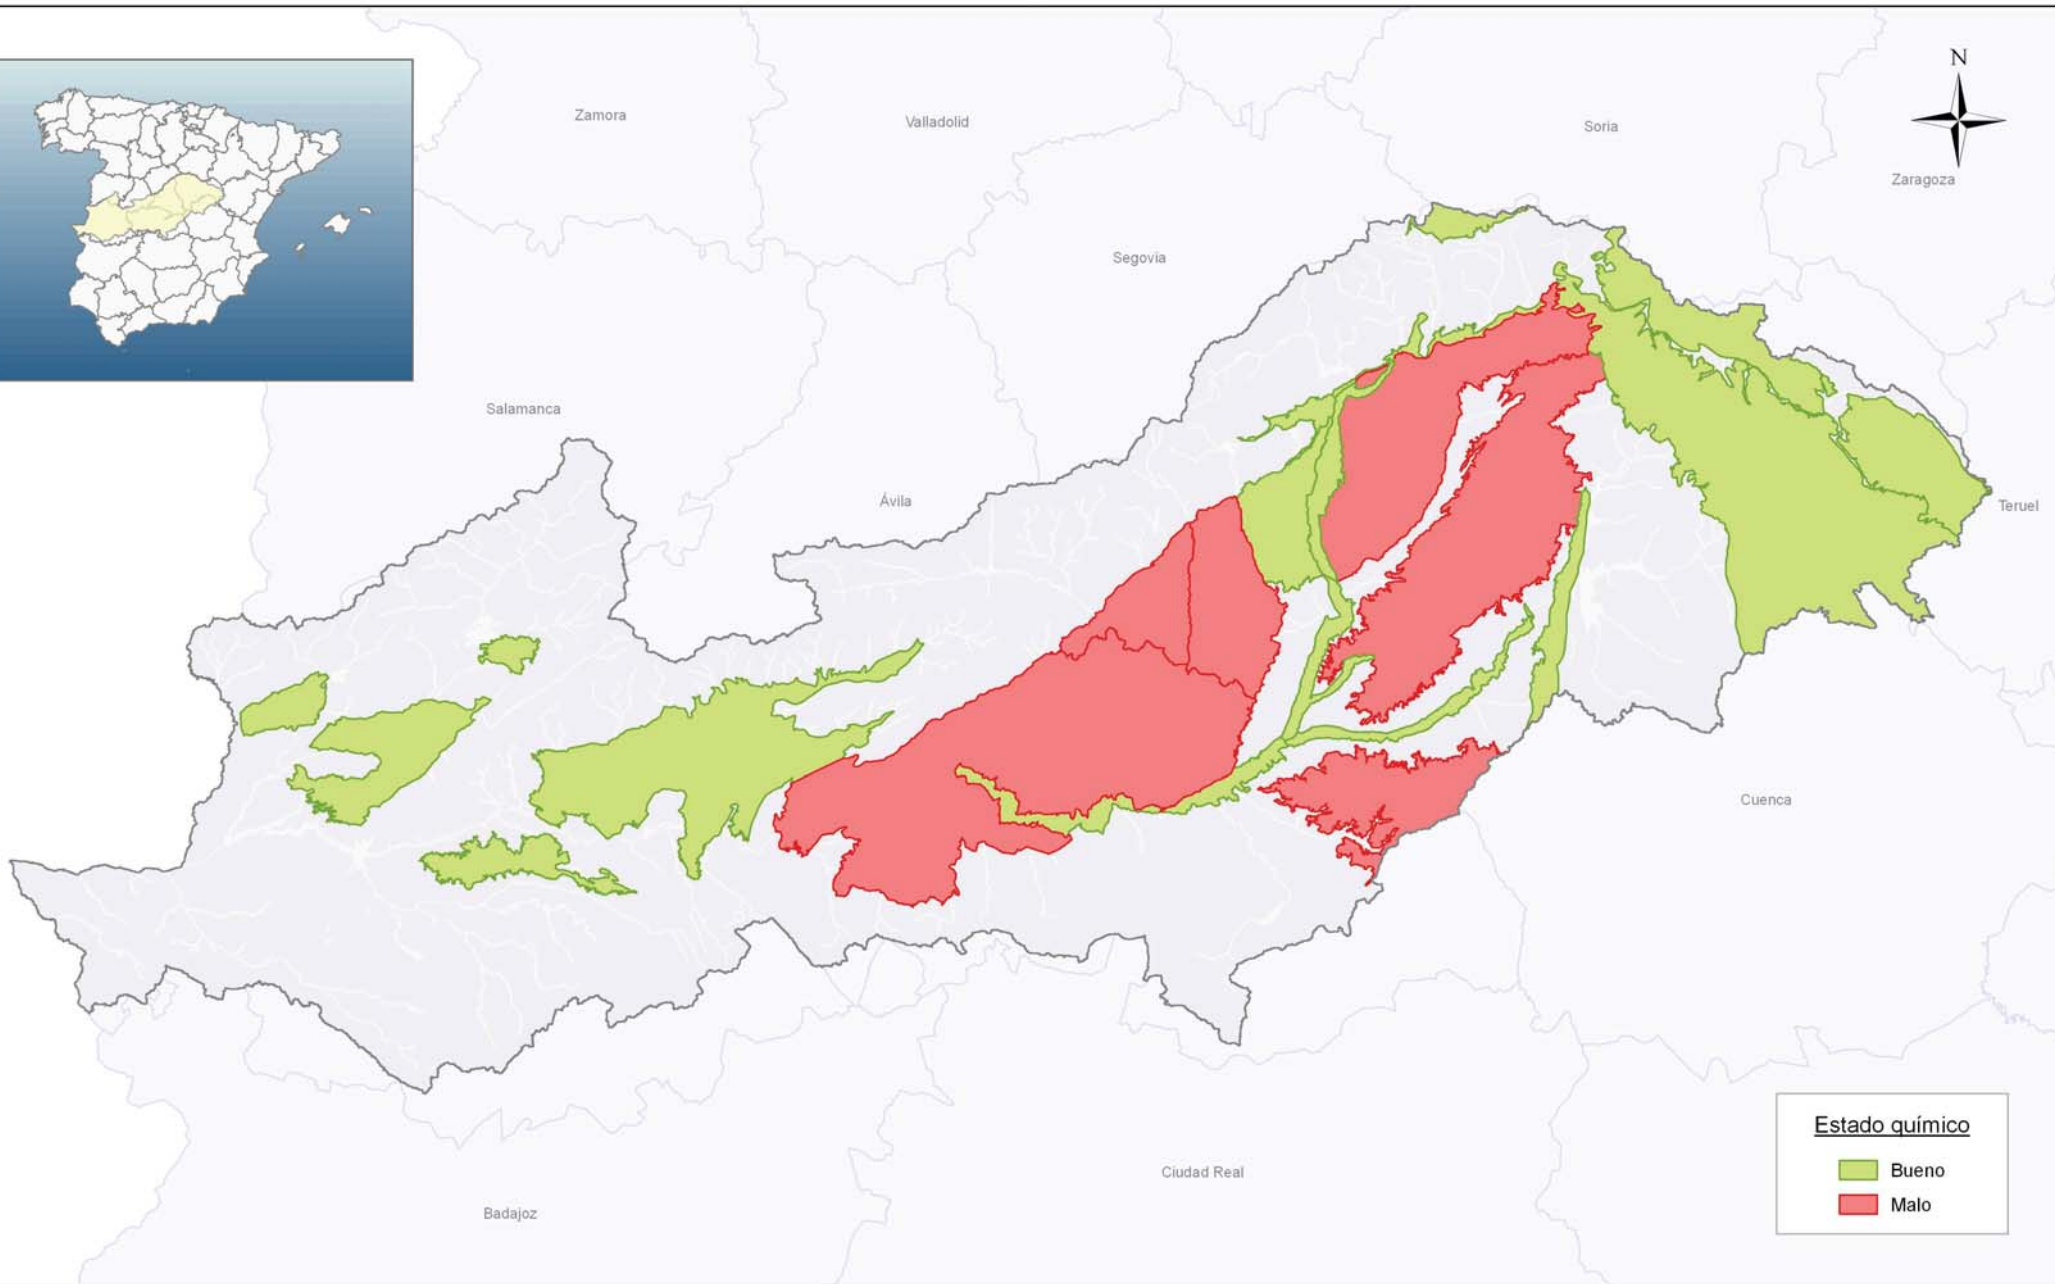 N
Zamora
Valladolid
Soria
Zaragoza
Segovia
Salamanca
Ávila
Teruel
Cuenca
Estado químico
Bueno
Malo
Ciudad Real
Badajoz